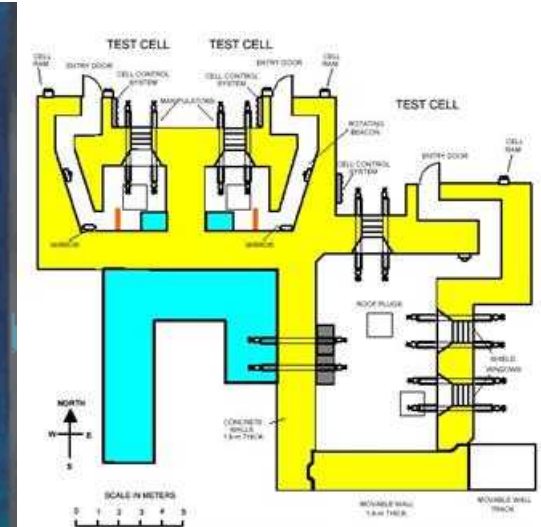 TEST CELL
TEST CELL
CELL
RAM
ENTRY DOOR
CELL CONTROL
SYSTEM
MANIPULATORS
CELL CONTROL
SYSTEM
ENTRY DOOR
CELL
RAM
TEST CELL
ROTATING
BEACON
CELL CONTROL
SYSTEM
ENTRY DOOR
CELL
RAM
MIRROR
MIRROR
ROOF PLUGS
SHIELD
WINDOWS
NORTH
W
E
S
CONCRETE
WALLS
THICK
SCALE IN METERS
0 1 2 3 4 5
MOVABLE WALL
THICK
MOVABLE WALL
TRACK